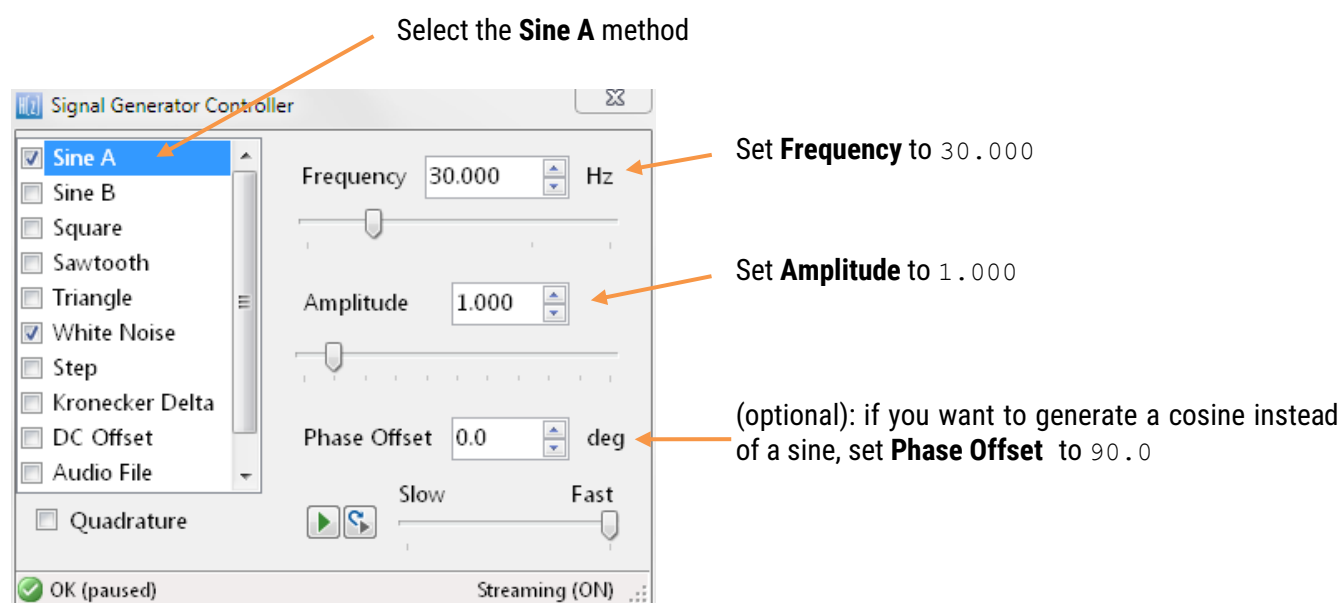 Select the Sine A method
Signal Generator Controller
Sine A
Sine B
Square
Sawtooth
Triangle
White Noise
Step
Kronecker Delta
DC Offset
Audio File
Quadrature
Frequency 30.000 Hz
Amplitude 1.000
Phase Offset 0.0 deg
Slow Fast
OK (paused) Streaming (ON)
Set Frequency to 30.000
Set Amplitude to 1.000
(optional): if you want to generate a cosine instead
of a sine, set Phase Offset to 90.0